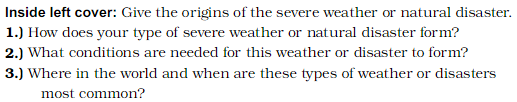 Inside left cover: Give the origins of the severe weather or natural disaster.
1.) How does your type of severe weather or natural disaster form?
2.) What conditions are needed for this weather or disaster to form?
3.) Where in the world and when are these types of weather or disasters
most common?